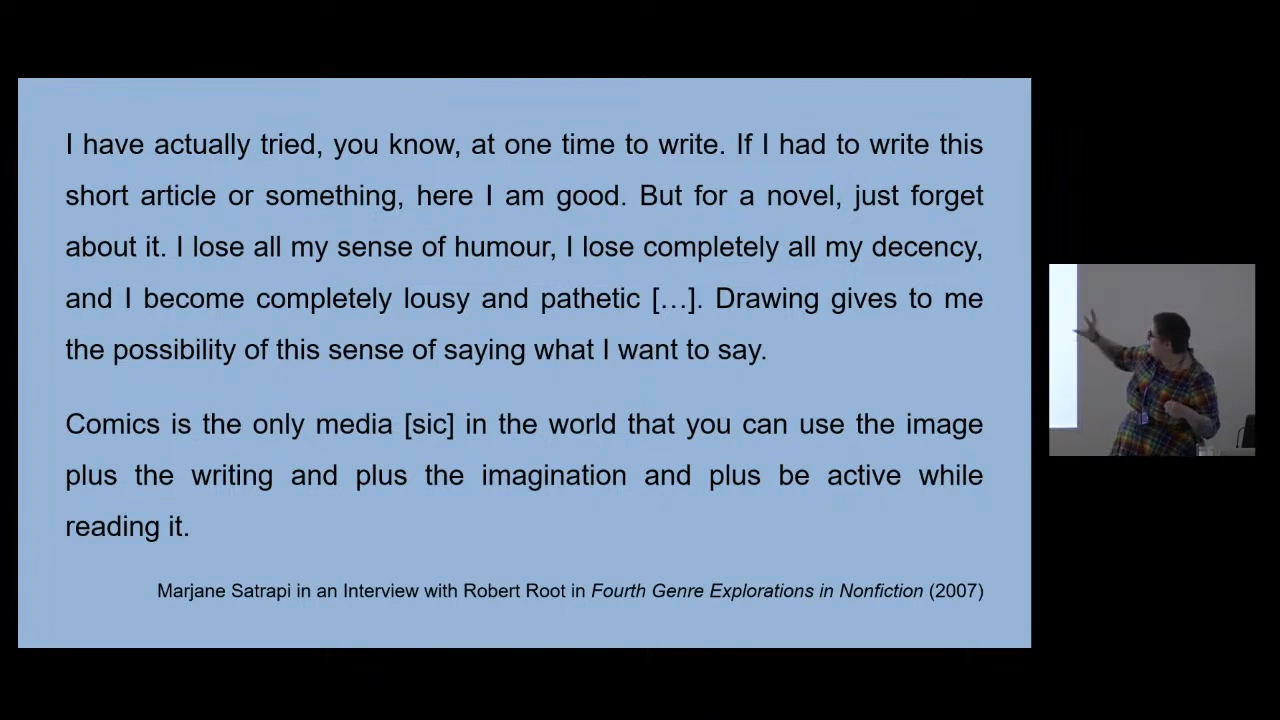 I have actually tried, you know, at one time to write. If I had to write this
short article or something, here I am good. But for a novel, just forget
about it. I lose all my sense of humour, I lose completely all my decency,
and I become completely lousy and pathetic […]. Drawing gives to me
the possibility of this sense of saying what I want to say.
Comics is the only media [sic] in the world that you can use the image
plus the writing and plus the imagination and plus be active while
reading it.
Marjane Satrapi in an Interview with Robert Root in Fourth Genre Explorations in Nonfiction (2007)